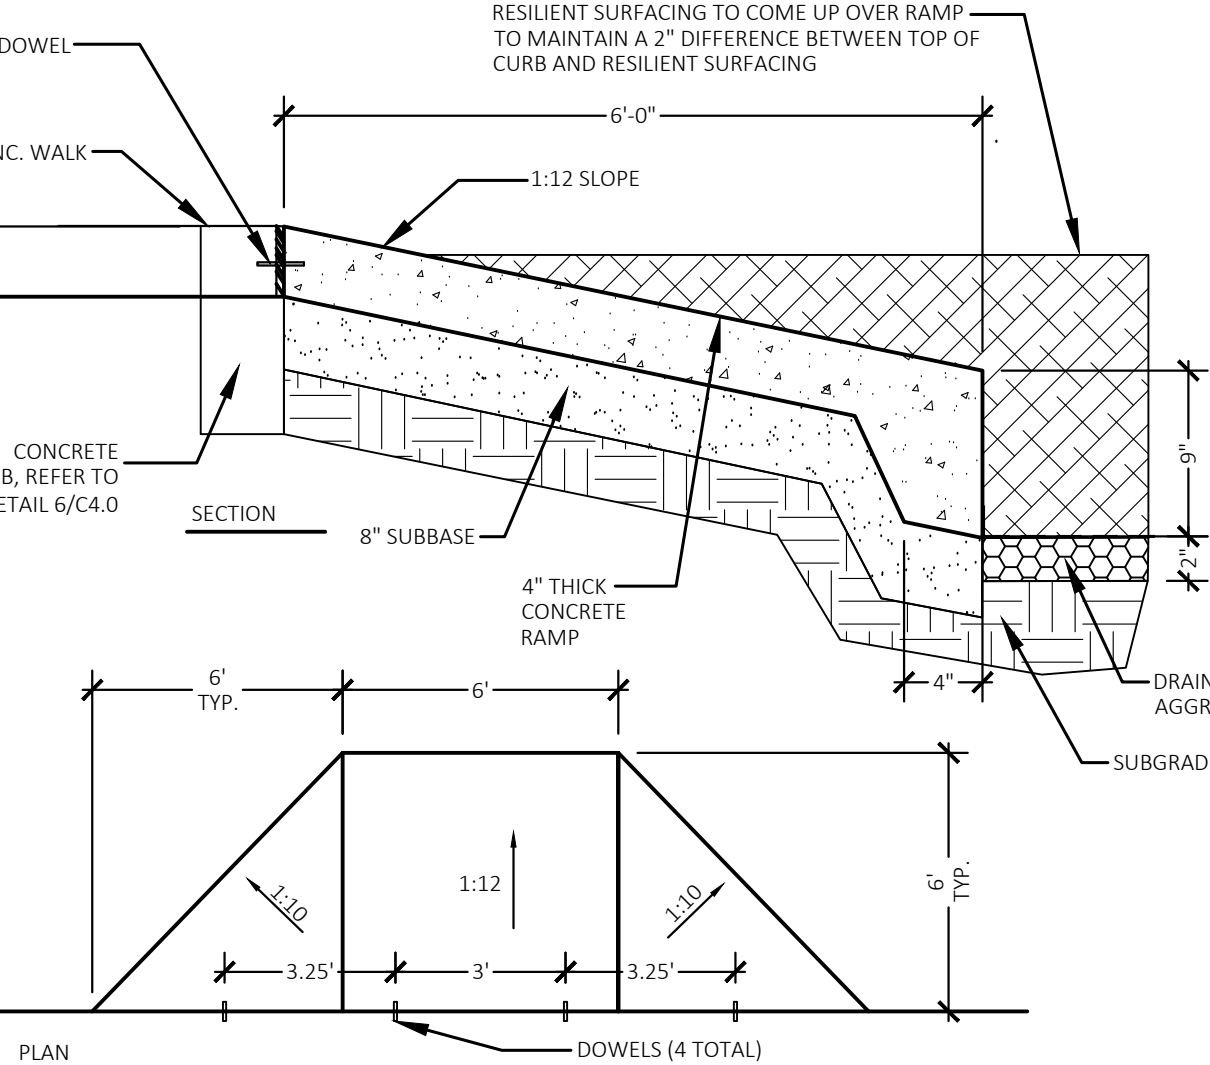 RESILIENT SURFACING TO COME UP OVER RAMP
TO MAINTAIN A 2" DIFFERENCE BETWEEN TOP OF
CURB AND RESILIENT SURFACING
DOWEL
6'-0"
NC. WALK
1:12 SLOPE
CONCRETE
B, REFER TO
ETAIL 6/C4.0
SECTION
8" SUBBASE
9"
2"
4" THICK
CONCRETE
RAMP
4"
DRAIN
AGGR
SUBGRAD
6'
TYP.
6'
6'
TYP.
1:10
1:12
1:10
3.25'
3'
3.25'
PLAN
DOWELS (4 TOTAL)